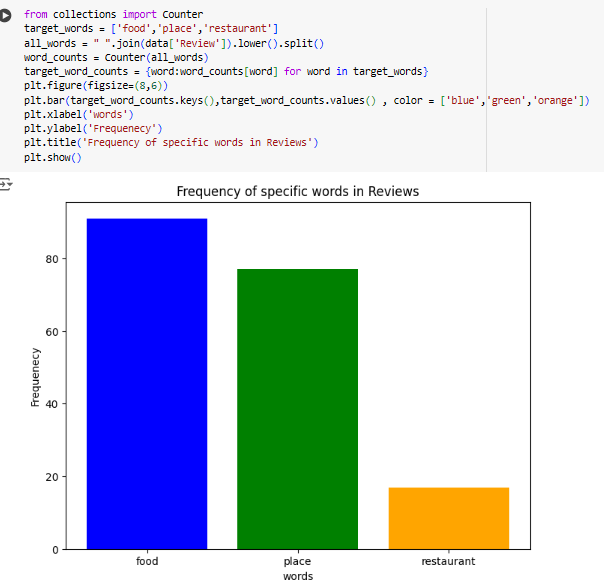 from collections import Counter
target_words = ['food','place','restaurant']
all_words = " ".join(data['Review']).lower().split()
word_counts = Counter(all_words)
target_word_counts = {word:word_counts[word] for word in target_words}
plt.figure(figsize=(8,6))
plt.bar(target_word_counts.keys(),target_word_counts.values() , color = ['blue','green','orange'])
plt.xlabel('words')
plt.ylabel('Frequenecy')
plt.title('Frequency of specific words in Reviews')
plt.show()
Frequency of specific words in Reviews
80
60
40
20
0
Frequenecy
food place restaurant
words